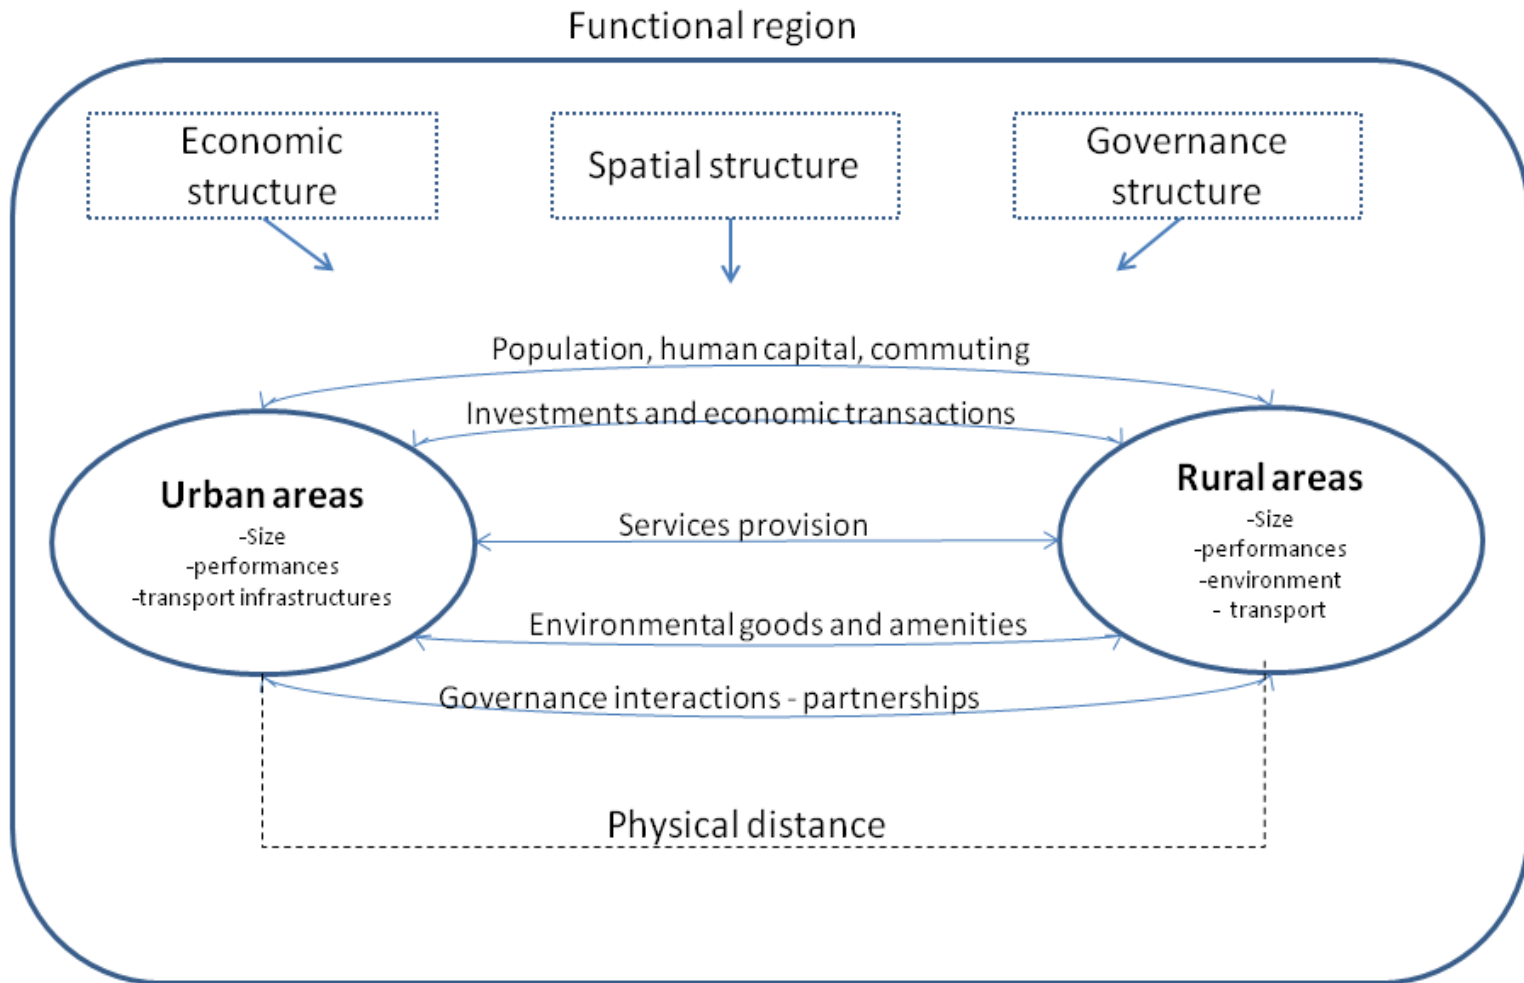 Functional region
Economic
structure
Spatial structure
Governance
structure
Population, human capital, commuting
Investments and economic transactions
Urban areas
-Size
-performances
-transport infrastructures
Services provision
Rural areas
-Size
-performances
-environment
- transport
Environmental goods and amenities
Governance interactions - partnerships
Physical distance